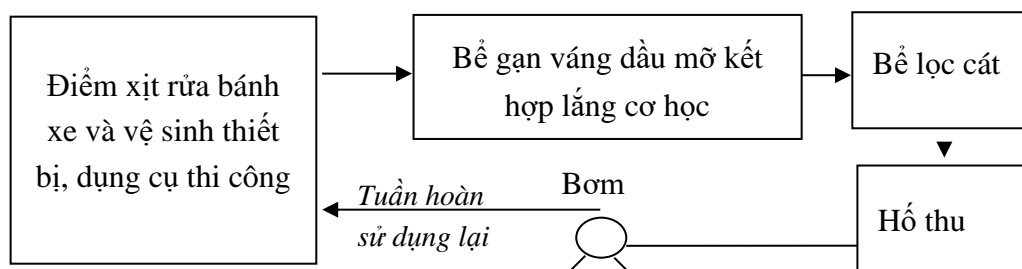 Điểm xịt rửa bánh
xe và vệ sinh thiết
bị, dụng cụ thi công
Bể gạn váng dầu mỡ kết
hợp lắng cơ học
Bể lọc cát
Hố thu
Bơm
Tuần hoàn
sử dụng lại